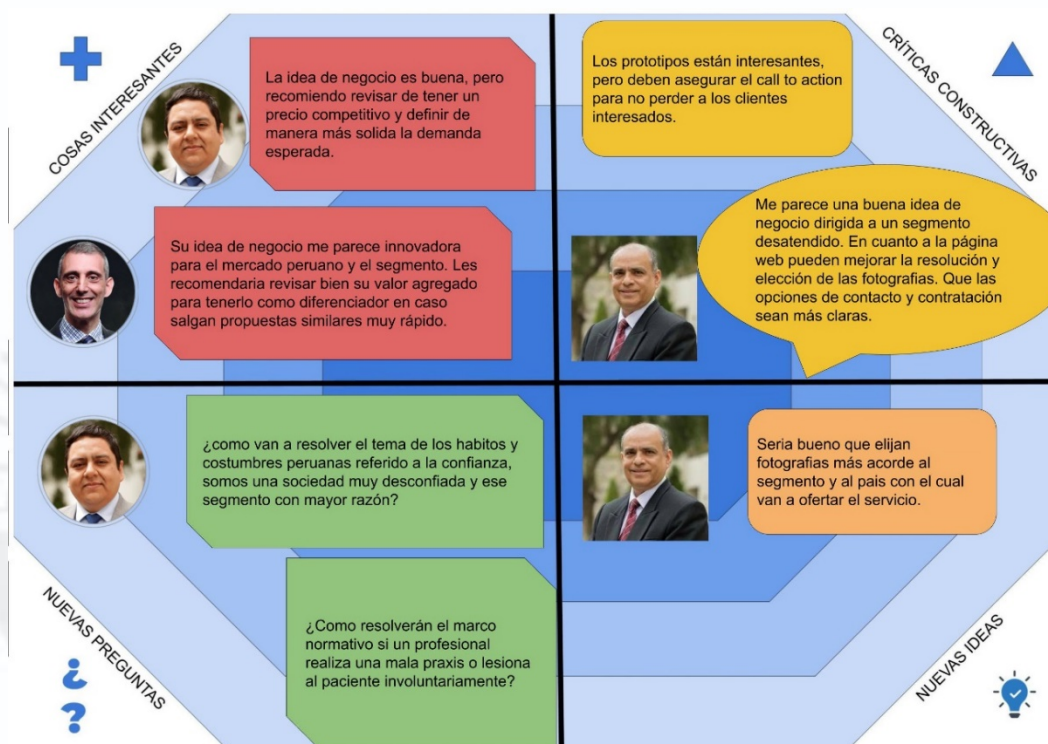 COSAS INTERESANTES
La idea de negocio es buena, pero
recomiendo revisar de tener un
precio competitivo y definir de
manera más solida la demanda
esperada.
Su idea de negocio me parece innovadora
para el mercado peruano y el segmento. Les
recomendaria revisar bien su valor agregado
para tenerlo como diferenciador en caso
salgan propuestas similares muy rápido.
CRÍTICAS CONSTRUCTIVAS
Los prototipos están interesantes,
pero deben asegurar el call to action
para no perder a los clientes
interesados.
Me parece una buena idea de
negocio dirigida a un segmento
desatendido. En cuanto a la página
web pueden mejorar la resolución y
elección de las fotografias. Que las
opciones de contacto y contratación
sean más claras.
¿como van a resolver el tema de los habitos y
costumbres peruanas referido a la confianza,
somos una sociedad muy desconfiada y ese
segmento con mayor razón?
¿Como resolverán el marco
normativo si un profesional
realiza una mala praxis o lesiona
al paciente involuntariamente?
NUEVAS PREGUNTAS
¿
?
Seria bueno que elijan
fotografias más acorde al
segmento y al pais con el cual
van a ofertar el servicio.
NUEVAS IDEAS